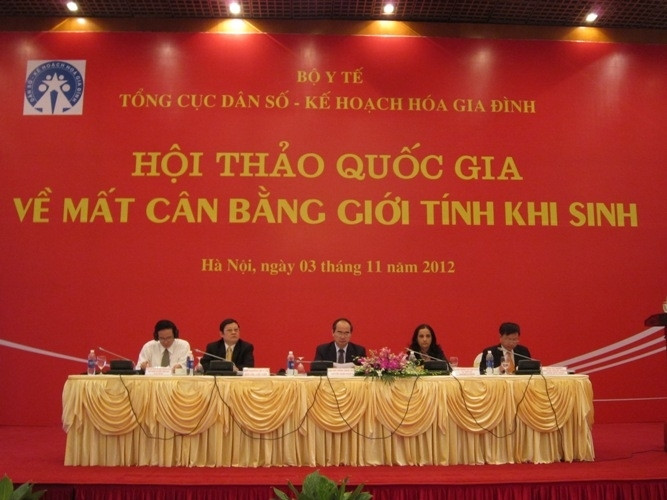 BỘ Y TẾ
TỔNG CỤC DÂN SỐ - KẾ HOẠCH HÓA GIA ĐÌNH
HỘI THẢO QUỐC GIA
VỀ MẤT CÂN BẰNG GIỚI TÍNH KHI SINH
Hà Nội, ngày 03 tháng 11 năm 2012